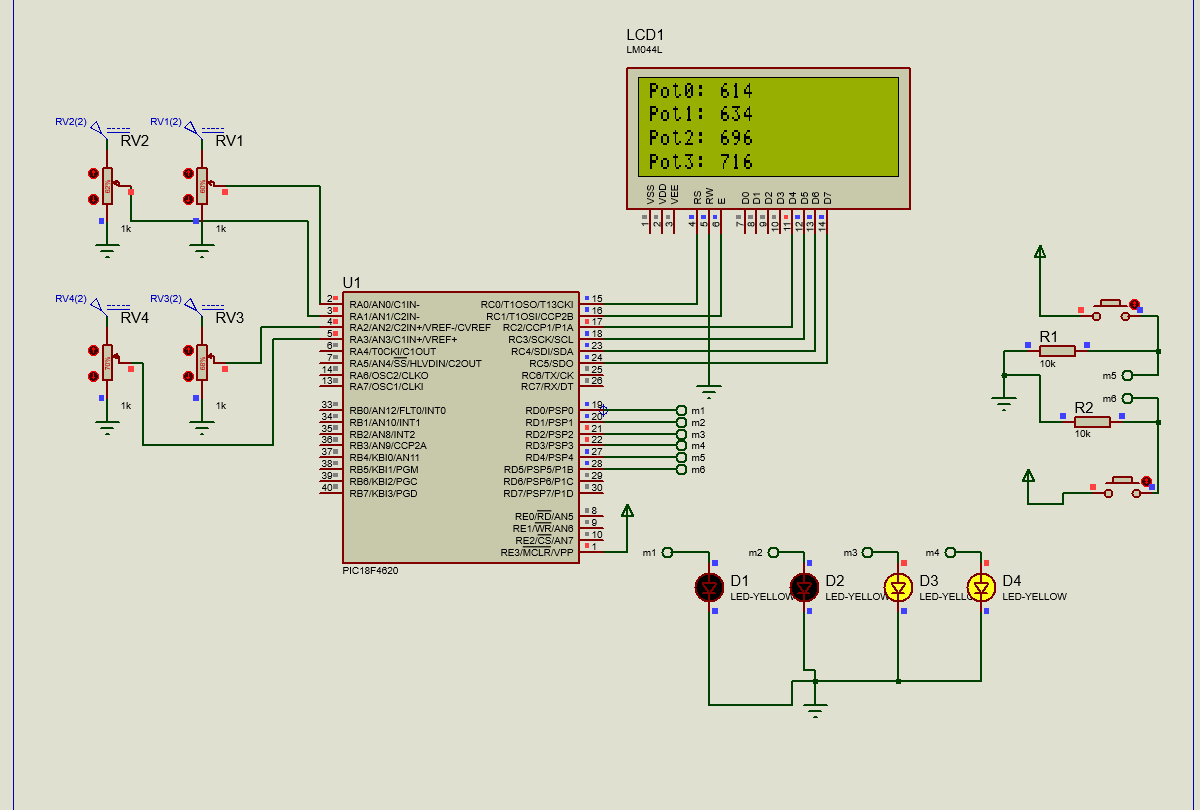 LCD1
LM044L
Pot0: 614
Pot1: 634
Pot2: 696
Pot3: 716
VSS VDD VEE RS RW E D0 D1 D2 D3 D4 D5 D6 D7
1 2 3 4 5 6 7 8 9 10 11 12 13 14
RV2(2)
RV2
62%
1k
RV1(2)
RV1
60%
1k
RV4(2)
RV4
70%
1k
RV3(2)
RV3
68%
1k
U1
2 RA0/AN0/C1IN-
3 RA1/AN1/C2IN-
4 RA2/AN2/C2IN+/VREF-/CVREF
5 RA3/AN3/C1IN+/VREF+
6 RA4/T0CKI/C1OUT
7 RA5/AN4/SS/HLVDIN/C2OUT
14 RA6/OSC2/CLKO
13 RA7/OSC1/CLKI
33 RB0/AN12/FLT0/INT0
34 RB1/AN10/INT1
35 RB2/AN8/INT2
36 RB3/AN9/CCP2A
37 RB4/KBI0/AN11
38 RB5/KBI1/PGM
39 RB6/KBI2/PGC
40 RB7/KBI3/PGD
RC0/T1OSO/T13CKI 15
RC1/T1OSI/CCP2B 16
RC2/CCP1/P1A 17
RC3/SCK/SCL 18
RC4/SDI/SDA 23
RC5/SDO 24
RC6/TX/CK 25
RC7/RX/DT 26
RD0/PSP0 19 m1
RD1/PSP1 20 m2
RD2/PSP2 21 m3
RD3/PSP3 22 m4
RD4/PSP4 27 m5
RD5/PSP5/P1B 28 m6
RD6/PSP6/P1C 29
RD7/PSP7/P1D 30
RE0/RD/AN5 8
RE1/WR/AN6 9
RE2/CS/AN7 10
RE3/MCLR/VPP 1
PIC18F4620
R1
10k
m5
m6
R2
10k
m1
D1
LED-YELLOW
m2
D2
LED-YELLOW
m3
D3
LED-YELLO
m4
D4
LED-YELLOW